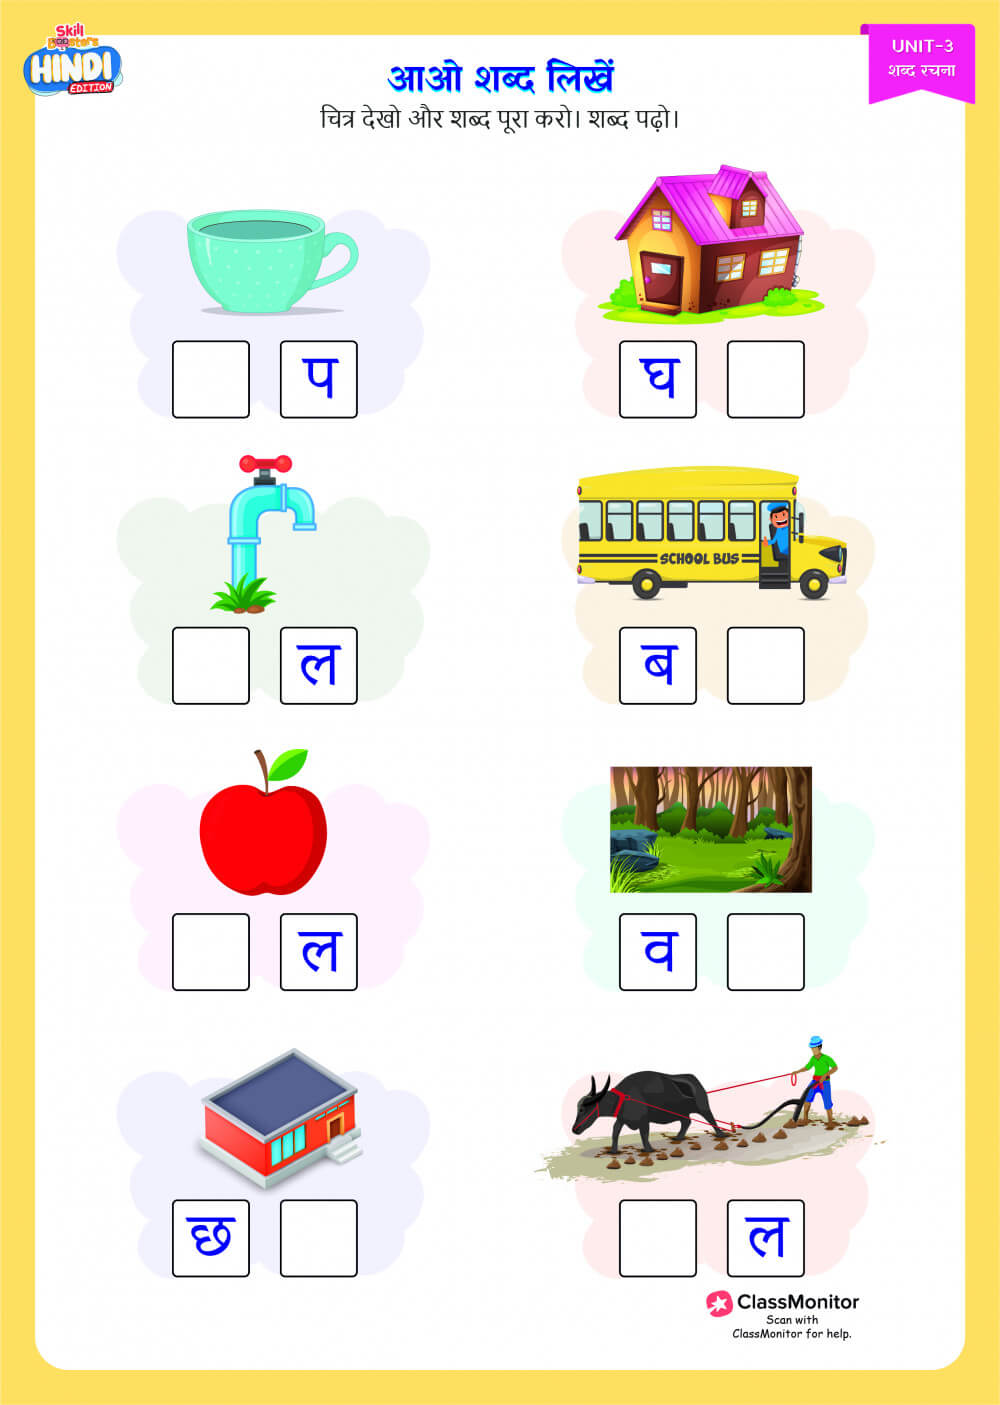 Skill
Boosters
HINDI
EDITION
UNIT-3
शब्द रचना
आओ शब्द लिखें
चित्र देखो और शब्द पूरा करो। शब्द पढ़ो।
प
घ
ल
SCHOOL BUS
ब
ल
व
छ
ल
ClassMonitor
Scan with
ClassMonitor for help.